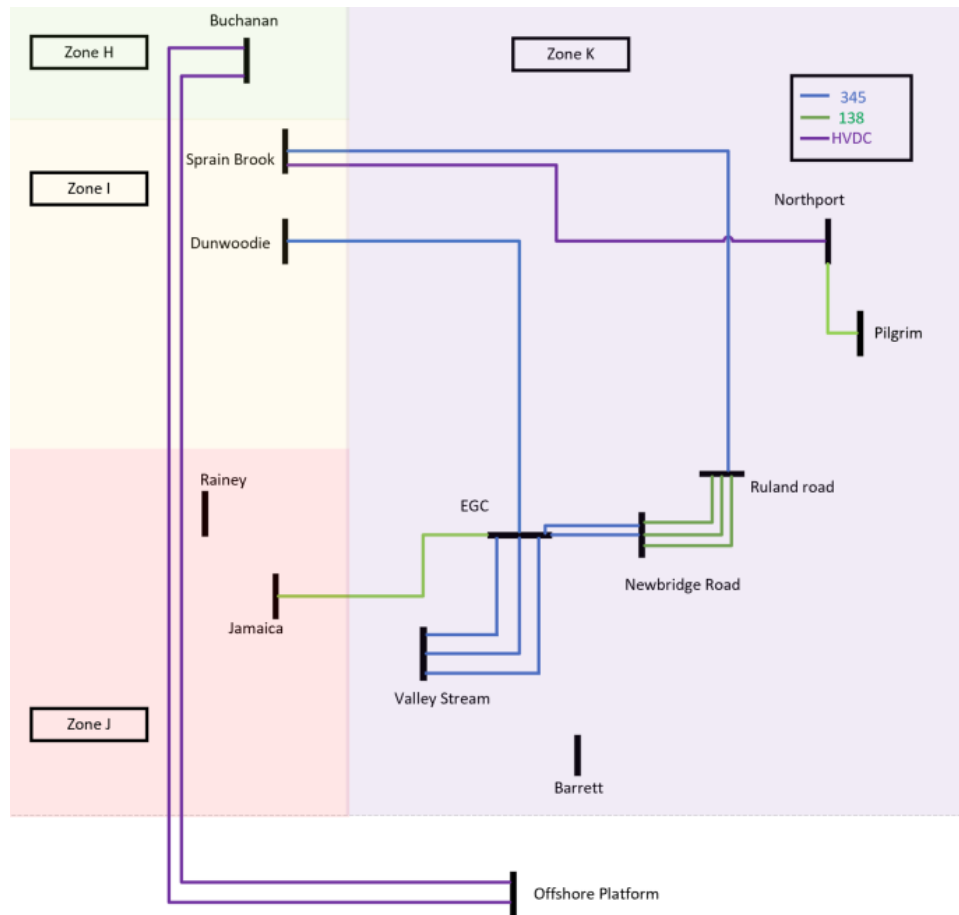 Buchanan
Zone H
Zone K
345
138
HVDC
Sprain Brook
Zone I
Northport
Dunwoodie
Pilgrim
Rainey
Ruland road
EGC
Newbridge Road
Jamaica
Valley Stream
Zone J
Barrett
Offshore Platform